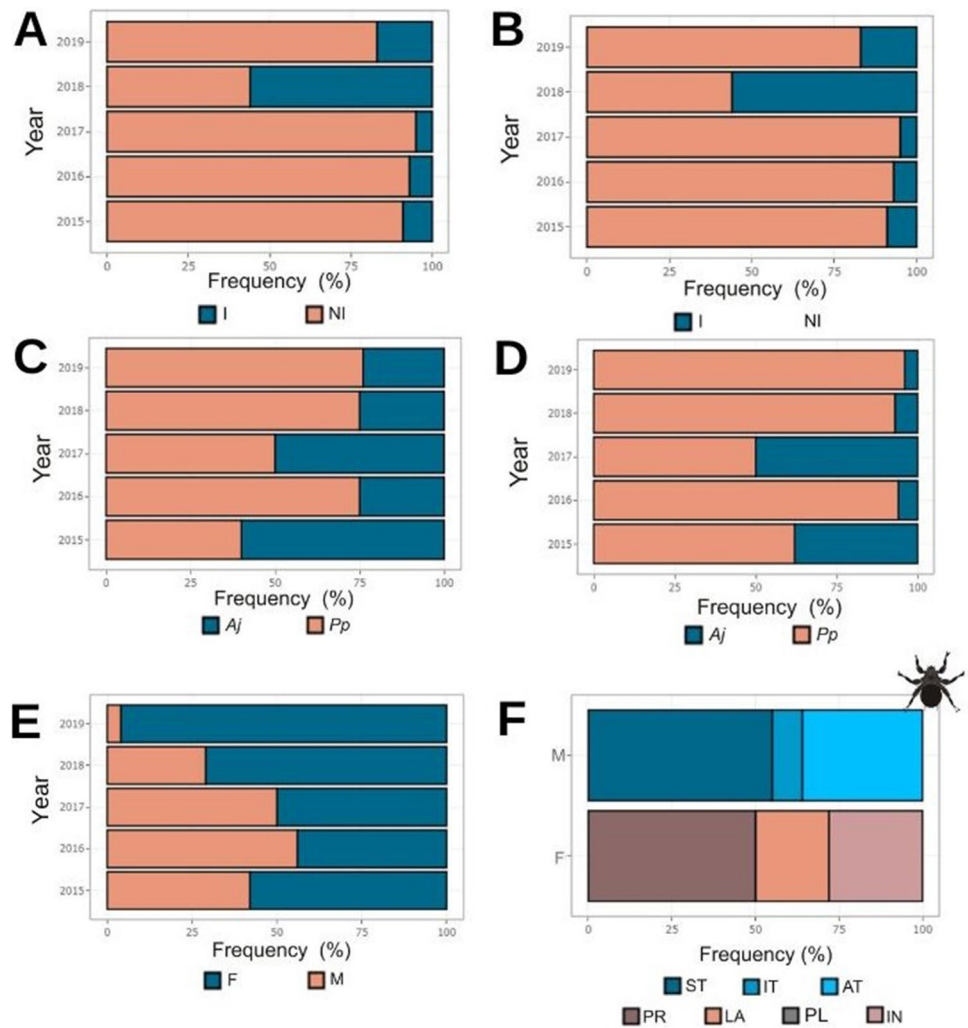 A
Year
2019
2018
2017
2016
2015
0 25 50 75 100
Frequency (%)
I NI
B
Year
2019
2018
2017
2016
2015
0 25 50 75 100
Frequency (%)
I NI
C
Year
2019
2018
2017
2016
2015
0 25 50 75 100
Frequency (%)
Aj Pp
D
Year
2019
2018
2017
2016
2015
0 25 50 75 100
Frequency (%)
Aj Pp
E
Year
2019
2018
2017
2016
2015
0 25 50 75 100
Frequency (%)
F M
F
M
F
0 25 50 75 100
Frequency (%)
ST IT AT
PR LA PL IN